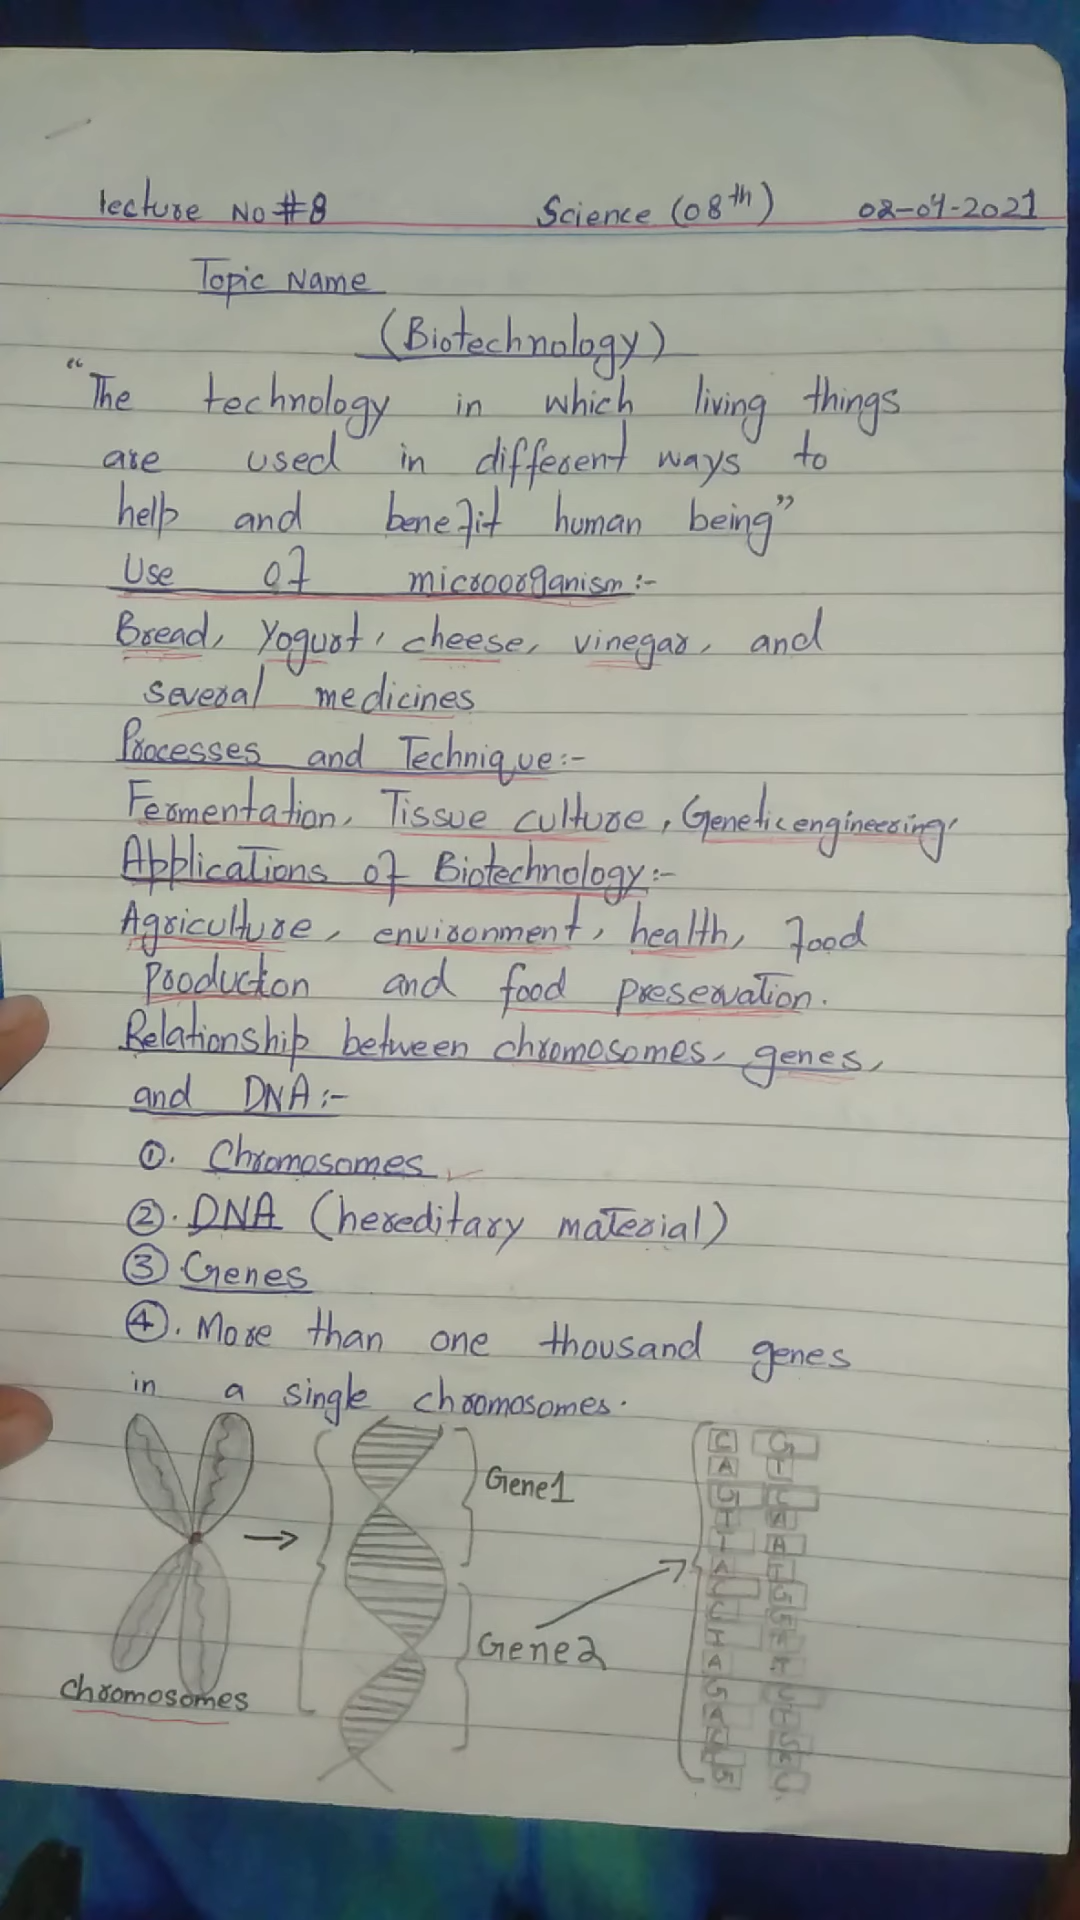 lecture No #8 Science (08th) 02-04-2021
Topic Name
(Biotechnology)
"The technology in which living things
are used in different ways to
help and benefit human being"
Use of microorganism:-
Bread, Yogurt, cheese, vinegar, and
several medicines
Processes and Technique:-
Fermentation, Tissue culture, Genetic engineering,
Applications of Biotechnology:-
Agriculture, environment, health, food
Production and food preservation.
Relationship between chromosomes, genes,
and DNA:-
①. Chromosomes
②. DNA (hereditary material)
③ Genes
④. More than one thousand genes
in a single chromosomes.
Gene1
Gene2
Chromosomes
C G
A T